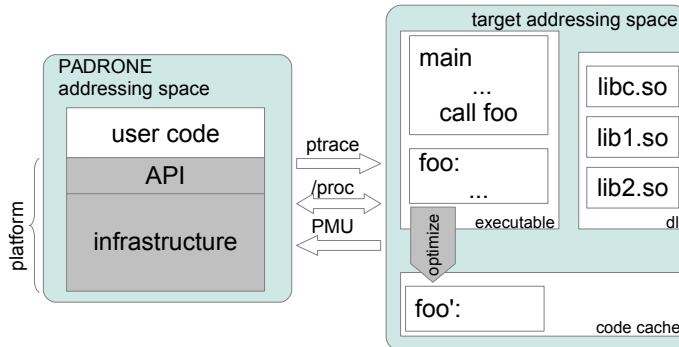 PADRONE
addressing space
user code
API
infrastructure
platform
ptrace
/proc
PMU
target addressing space
main
...
call foo
foo:
...
executable
libc.so
lib1.so
lib2.so
dl
optimize
foo':
code cache